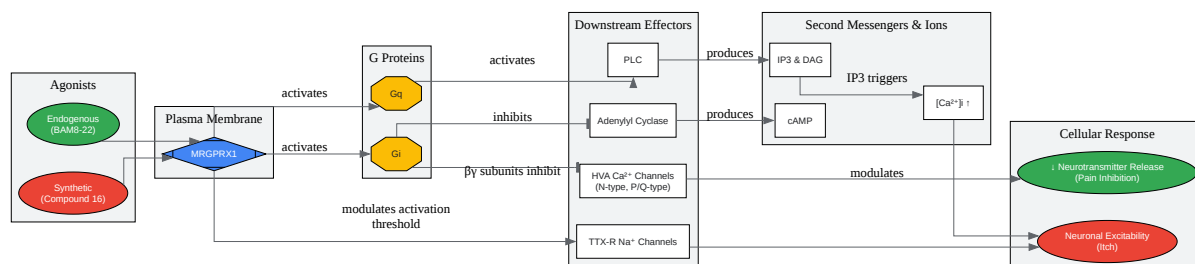 Agonists
Endogenous
(BAM8-22)
Synthetic
(Compound 16)
Plasma Membrane
MRGPRX1
activates
activates
modulates activation
threshold
G Proteins
Gq
Gi
activates
inhibits
βγ subunits inhibit
Downstream Effectors
PLC
Adenylyl Cyclase
HVA Ca²⁺ Channels
(N-type, P/Q-type)
TTX-R Na⁺ Channels
produces
produces
modulates
Second Messengers & Ions
IP3 & DAG
IP3 triggers
[Ca²⁺]i ↑
cAMP
Cellular Response
↓ Neurotransmitter Release
(Pain Inhibition)
Neuronal Excitability
(Itch)